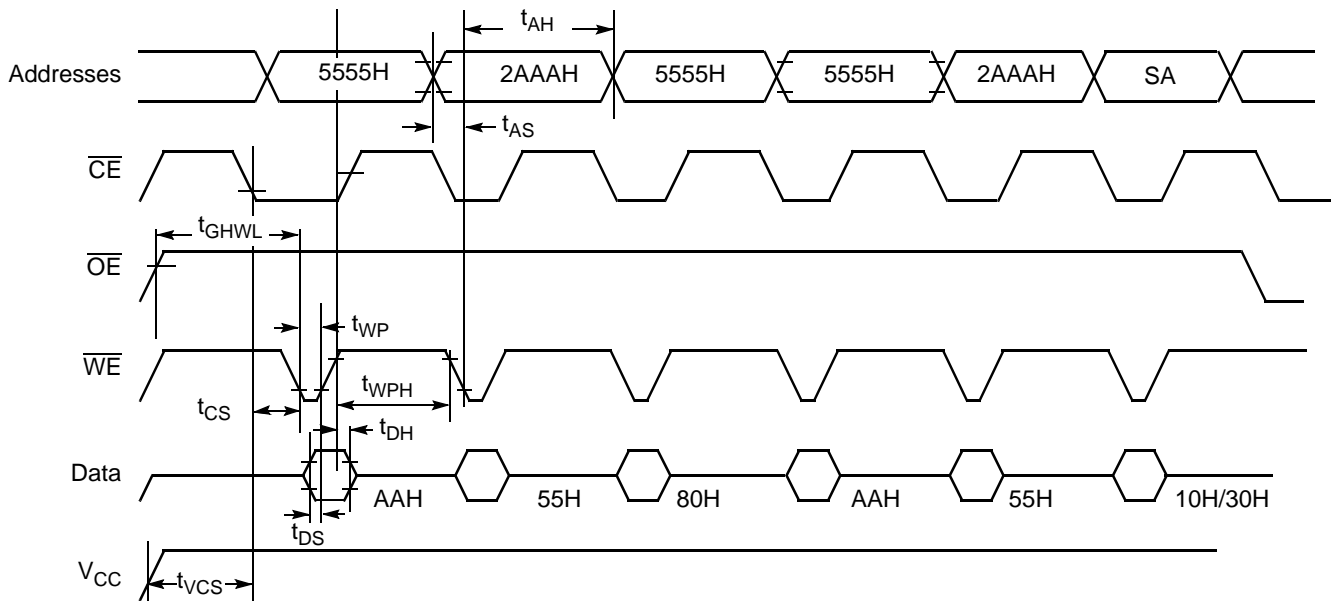 tAH
Addresses 5555H 2AAAH 5555H 5555H 2AAAH SA
tAS
CE
tGHWL
OE
tWP
WE
tWPH
tCS
tDH
Data
AAH 55H 80H AAH 55H 10H/30H
tDS
VCC tVCS